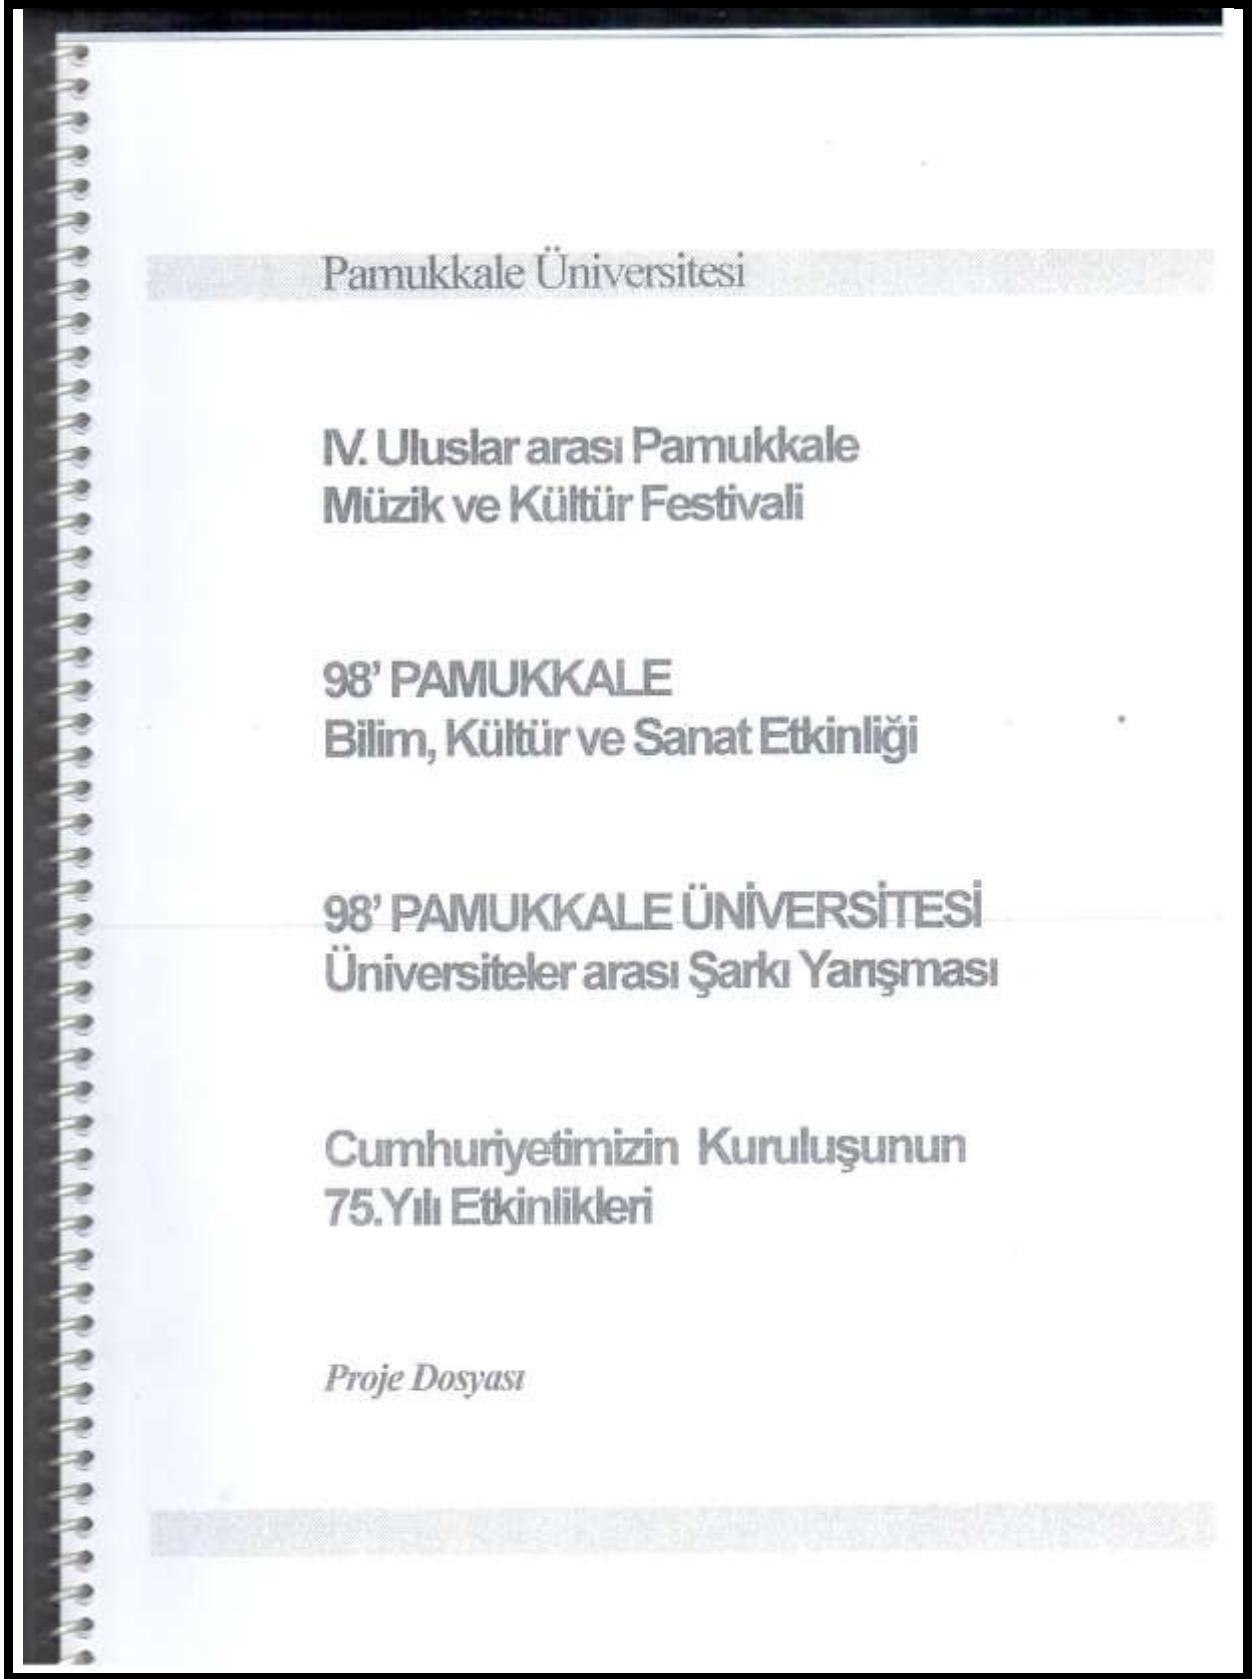 Pamukkale Üniversitesi
IV. Uluslar arası Pamukkale
Müzik ve Kültür Festivali
98' PAMUKKALE
Bilim, Kültür ve Sanat Etkinliği
98' PAMUKKALE ÜNİVERSİTESİ
Üniversiteler arası Şarkı Yarışması
Cumhuriyetimizin Kuruluşunun
75.Yılı Etkinlikleri
Proje Dosyası